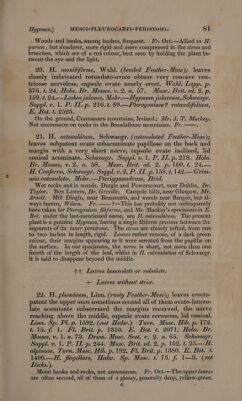 Hypnum.] MUSCI-PLEUROCARPI-PERISTOMI. 81
Woods and banks, among bushes, frequent. Fr. Oct.—Allied to H.
purum; but slenderer, more rigid and more compressed in the stems and
branches, which are of a red colour, best seen by holding the plant be-
tween the eye and the light.
20. H. moniliforme, Wahl. (beaded Feather-Moss); leaves
closely imbricated rotundato-ovate obtuse very concave ven-
tricose nerveless, capsule ovate nearly erect. Wahl. Lapp. p.
376. t. 24. Hobs. Br. Mosses, v. 2. n. 57. Musc. Brit. ed. 2. p.
159. t. 24.—Leskea julacea, Mohr.—Hypnum julaceum, Schwaegr.
Suppl. v. 1. P. II. p. 216. t. 89.—Pterogonium? rotundifolium,
E. Bot. t. 2525.
On the ground, Cunnamara mountains, Ireland; Mr. J. T. Mackay.
Not uncommon on rocks in the Breadalbane mountains. Fr. ——.
21. H. catenulatum, Schwaegr. (catenulated Feather-Moss);
leaves subpatent ovate subacuminate papillose on the back and
margin with a very short nerve, capsule ovate inclined, lid
conical acuminate. Schwaegr. Suppl. v. 1. P. II. p. 218. Hobs.
Br. Mosses, v. 2. n. 58. Musc. Brit. ed. 2. p. 160. t. 24.—
H. Conferva, Schwaegr. Suppl. v. 2. P. II. p. 158. t. 142.—Grim-
mia catenulata, Mohr.—Pterigynandrum, Brid.
Wet rocks and in woods. Dargle and Powerscourt, near Dublin, Dr.
Taylor. Ben Lawers, Dr Greville. Campsie hills, near Glasgow, Mr.
Arnott. Mill Dingle, near Beaumaris, and woods near Bangor, but al-
ways barren, Wilson. Fr. ——?—This has probably not unfrequently
been taken for Pterogonium filiforme, and Mr. Mackay's specimens in E.
Bot. under the last-mentioned name, are H. catenulatum. The present
plant is a genuine Hypnum, having a single filiform process between the
segments of its inner peristome. The stems are closely tufted, from one
to two inches in length, rigid. Leaves rather remote, of a dark green
colour, their margins appearing as it were serrated from the papillæ on
the surface. In our specimens, the nerve is short, not more than one
fourth of the length of the leaf, whilst in H. catenulatum of Schwaegr.
it is said to disappear beyond the middle.
†† Leaves lanceolate or subulate.
+ Leaves without striæ.
22. H. plumosum, Linn. (rusty Feather-Moss); leaves erecto-
patent the upper ones sometimes second all of them ovato-lanceo-
late acuminate subserrated the margins recurved, the nerve
reaching above the middle, capsule ovate cernuous, lid conical.
Linn. Sp. Pl. p. 1592. (not Hedw.) Turn. Musc. Hib. p. 172.
t. 15. f. 1. Fl. Brit. p. 1310. E. Bot. t. 2071. Hobs. Br.
Mosses, v. 1. n. 73. Drum. Musc. Scot. v. 2. n. 65. Schwaegr.
Suppl. v. 1. P. II. p. 244. Musc. Brit. ed. 2. p. 162. t. 25.—H.
alpinum, Turn. Musc. Hib. p. 192. Fl. Brit. p. 1380. E. Bot. t.
1496.—H. flagellare, Hedw. Sp. Musc. t. 73. f. 1—3. (not
Dicks.).
Moist banks and rocks, not uncommon. Fr. Oct.—The upper leaves
are often second, all of them of a glossy, generally deep, yellow-green.